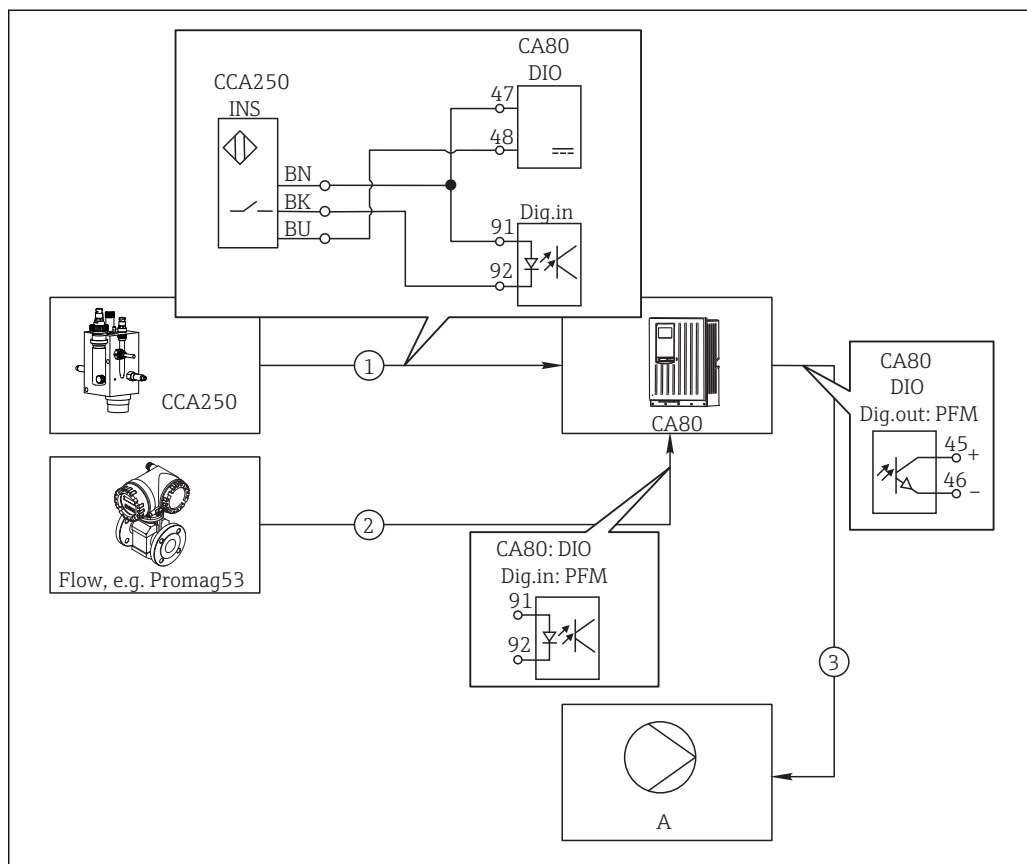 CCA250
INS
BN
BK
BU
CA80
DIO
47
48
Dig.in
91
92
CCA250
1
CA80
CA80
DIO
Dig.out: PFM
45 +
46 −
Flow, e.g. Promag53
2
CA80: DIO
Dig.in: PFM
91
92
3
A